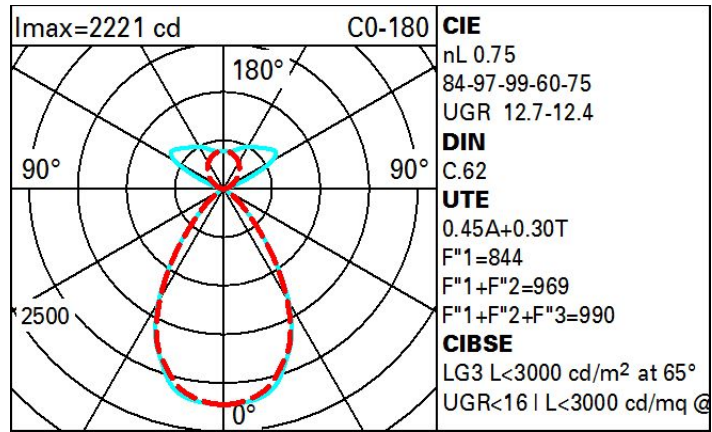 Imax=2221 cd C0-180
180°
90° 90°
2500
0°
CIE
nL 0.75
84-97-99-60-75
UGR 12.7-12.4
DIN
C.62
UTE
0.45A+0.30T
F"1=844
F"1+F"2=969
F"1+F"2+F"3=990
CIBSE
LG3 L<3000 cd/m² at 65°
UGR<16 | L<3000 cd/mq @